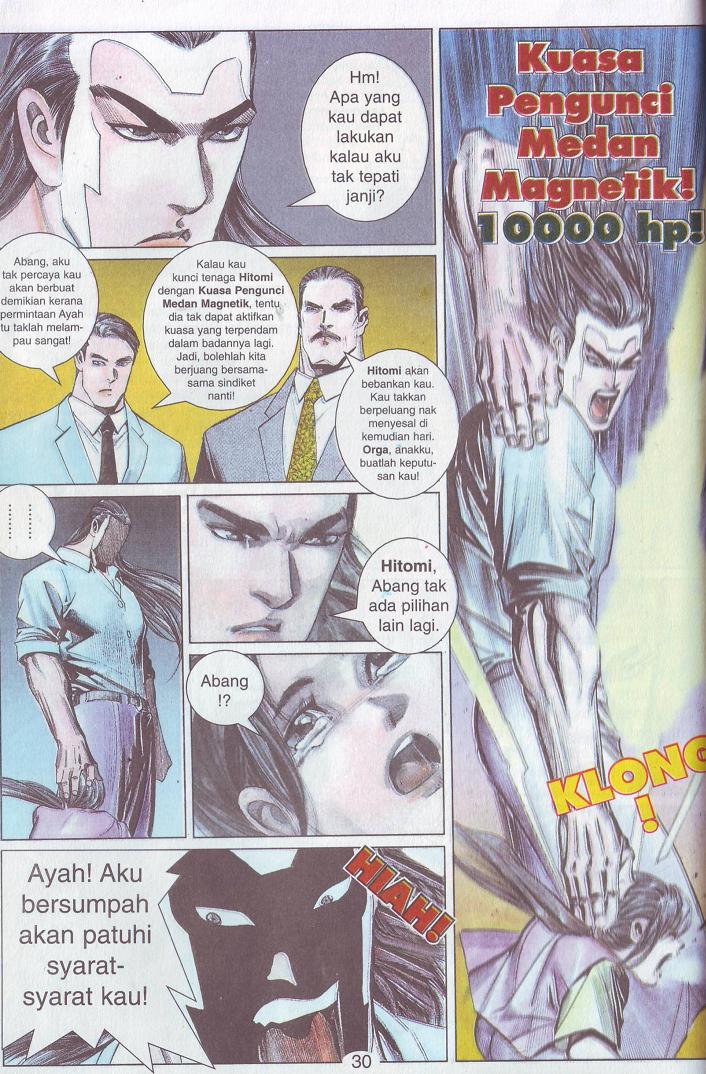 Hm!
Apa yang
kau dapat
lakukan
kalau aku
tak tepati
janji?
Abang, aku
tak percaya kau
akan berbuat
demikian kerana
permintaan Ayah
tu taklah melam-
pau sangat!
Kalau kau
kunci tenaga Hitomi
dengan Kuasa Pengunci
Medan Magnetik, tentu
dia tak dapat aktifkan
kuasa yang terpendam
dalam badannya lagi.
Jadi, bolehlah kita
berjuang bersama-
sama sindiket
nanti!
Hitomi akan
bebankan kau.
Kau takkan
berpeluang nak
menyesal di
kemudian hari.
Orga, anakku,
buatlah keputu-
san kau!
Hitomi,
Abang tak
ada pilihan
lain lagi.
Abang
!?
Ayah! Aku
bersumpah
akan patuhi
syarat-
syarat kau!
HIAH!
Kuasa
Pengunci
Medan
Magnetik!
10000 hp!
KLONG
!
30